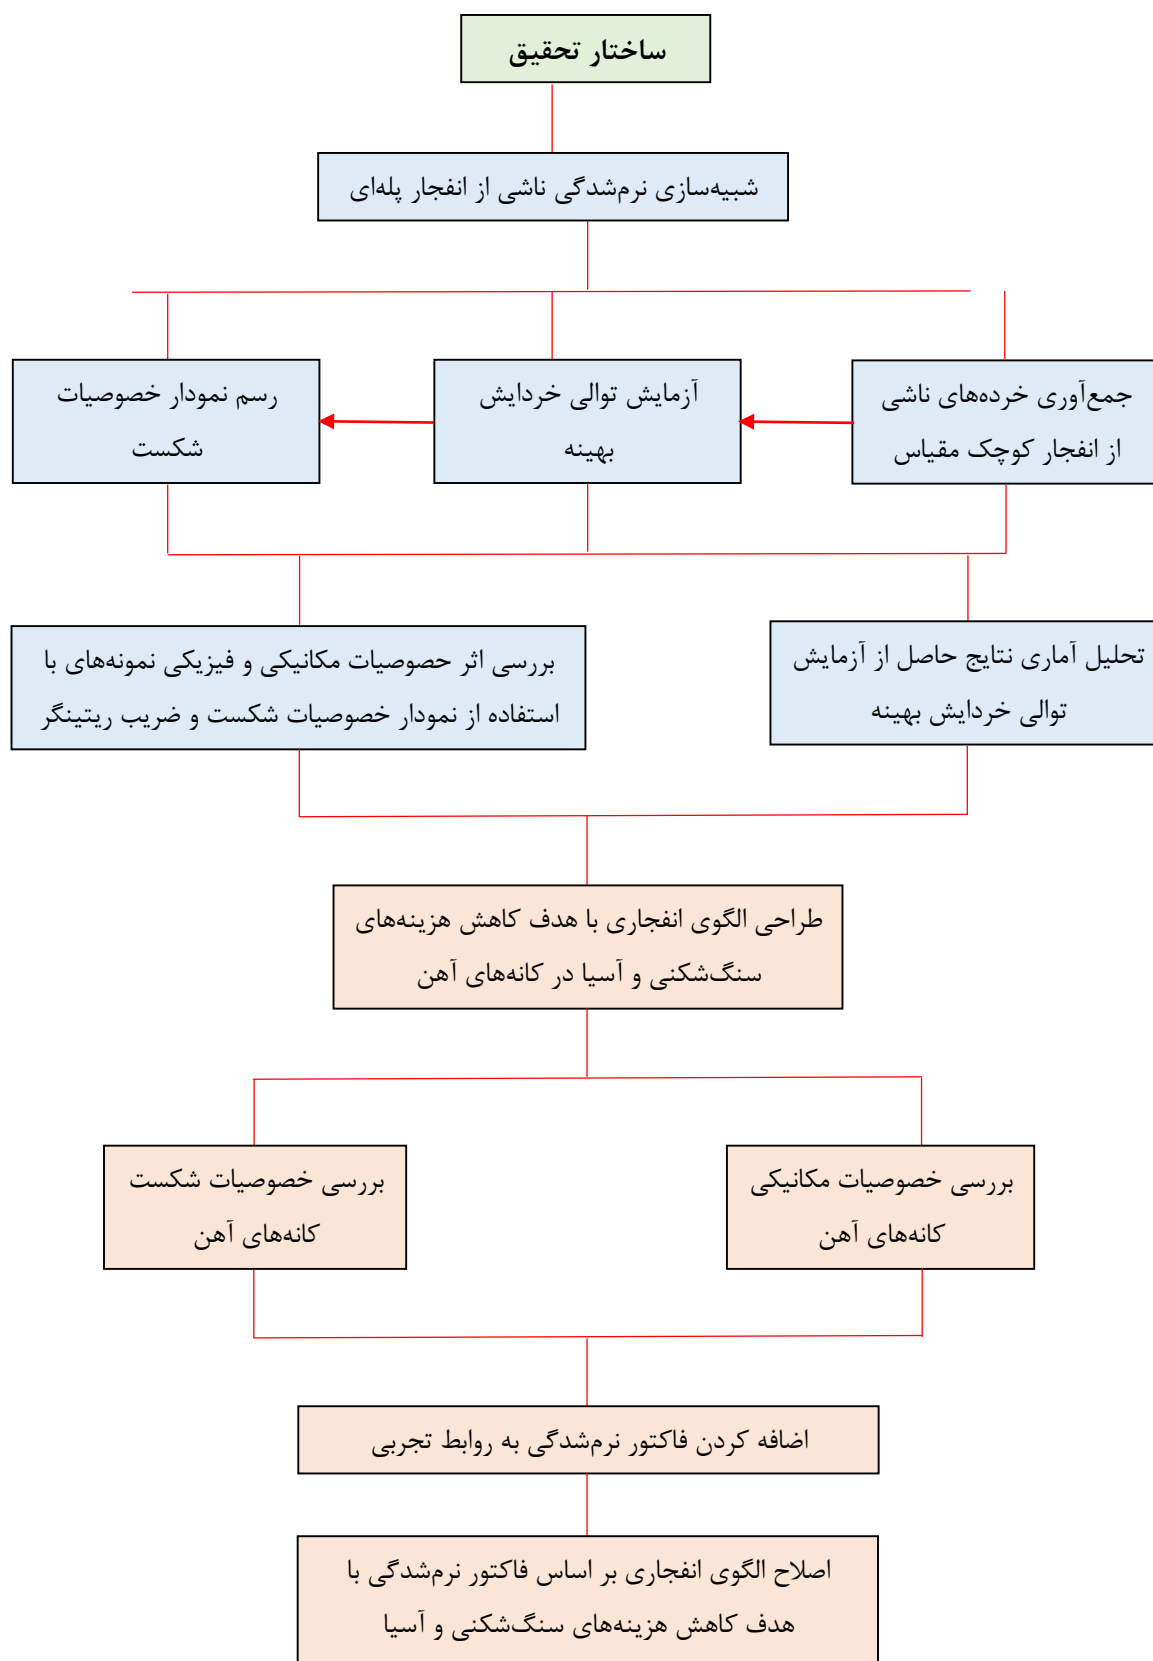 ساختار تحقیق
شبیه‌سازی نرم‌شدگی ناشی از انفجار پله‌ای
جمع‌آوری خرده‌های ناشی
از انفجار کوچک مقیاس
آزمایش توالی خردایش
بهینه
رسم نمودار خصوصیات
شکست
تحلیل آماری نتایج حاصل از آزمایش
توالی خردایش بهینه
بررسی اثر حصوصیات مکانیکی و فیزیکی نمونه‌های با
استفاده از نمودار خصوصیات شکست و ضریب ریتینگر
طراحی الگوی انفجاری با هدف کاهش هزینه‌های
سنگ‌شکنی و آسیا در کانه‌های آهن
بررسی خصوصیات مکانیکی
کانه‌های آهن
بررسی خصوصیات شکست
کانه‌های آهن
اضافه کردن فاکتور نرم‌شدگی به روابط تجربی
اصلاح الگوی انفجاری بر اساس فاکتور نرم‌شدگی با
هدف کاهش هزینه‌های سنگ‌شکنی و آسیا